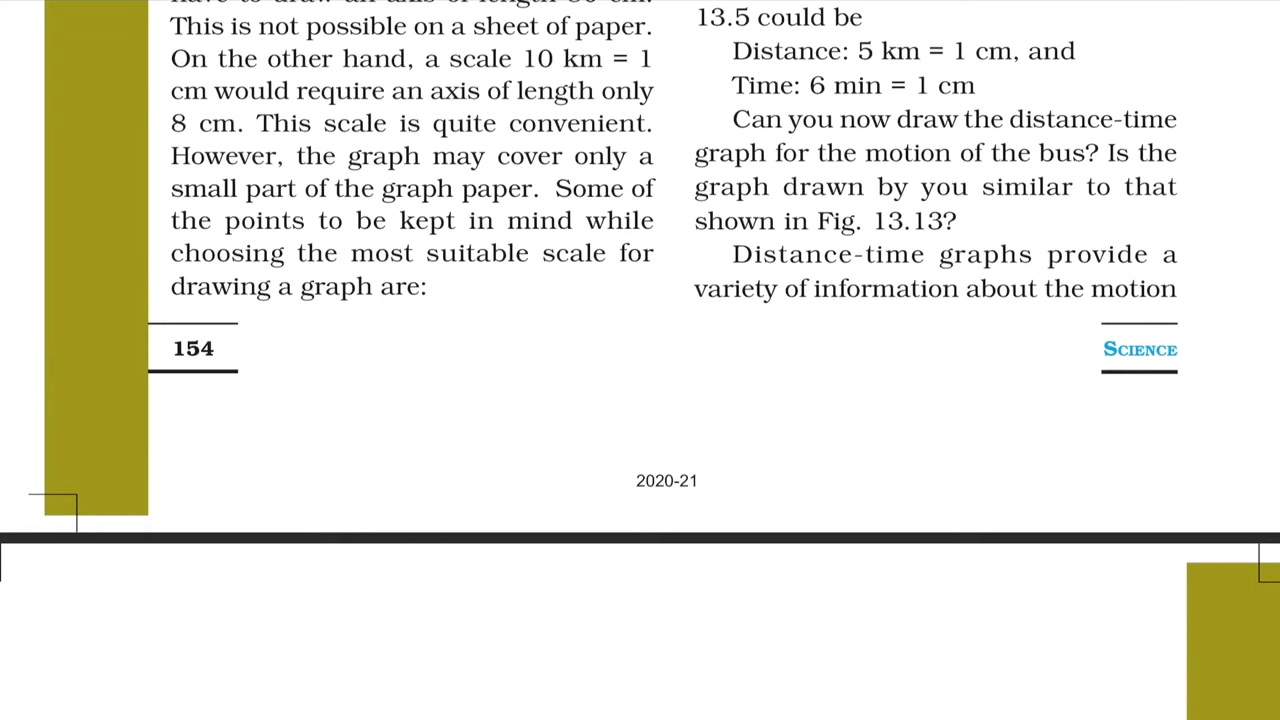 This is not possible on a sheet of paper.
On the other hand, a scale 10 km = 1
cm would require an axis of length only
8 cm. This scale is quite convenient.
However, the graph may cover only a
small part of the graph paper. Some of
the points to be kept in mind while
choosing the most suitable scale for
drawing a graph are:
13.5 could be
Distance: 5 km = 1 cm, and
Time: 6 min = 1 cm
Can you now draw the distance-time
graph for the motion of the bus? Is the
graph drawn by you similar to that
shown in Fig. 13.13?
Distance-time graphs provide a
variety of information about the motion
154
SCIENCE
2020-21